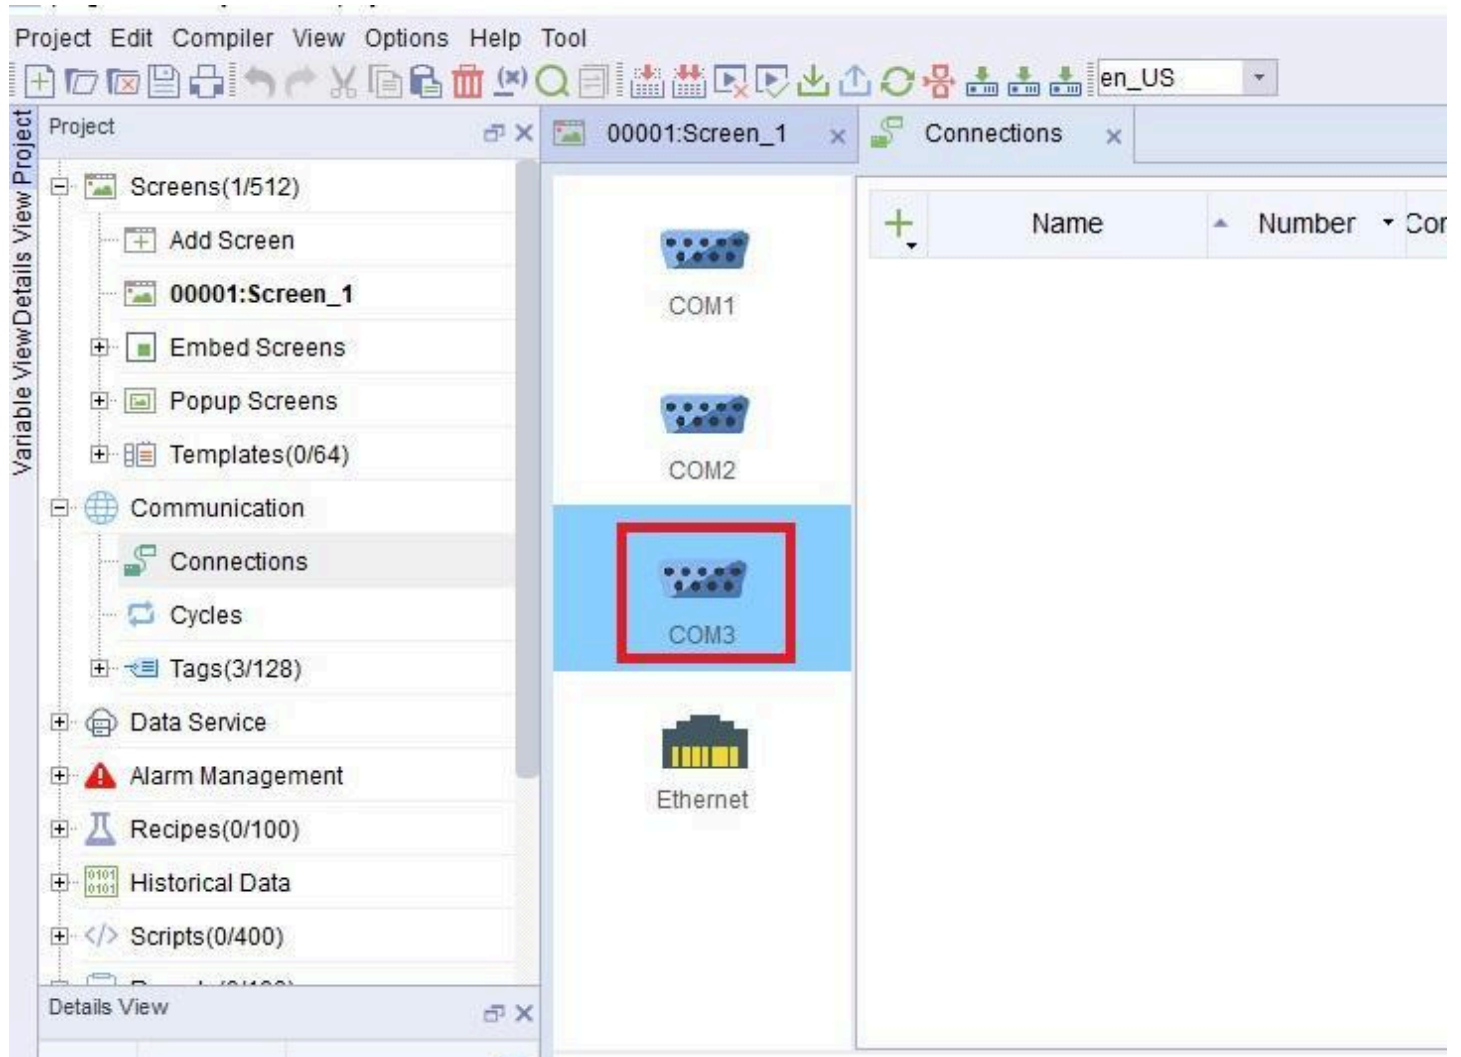 Project Edit Compiler View Options Help Tool
en_US
Project
00001:Screen_1
Connections
Variable View Details View Project
Screens(1/512)
Add Screen
00001:Screen_1
Embed Screens
Popup Screens
Templates(0/64)
Communication
Connections
Cycles
Tags(3/128)
Data Service
Alarm Management
Recipes(0/100)
Historical Data
Scripts(0/400)
Details View
COM1
COM2
COM3
Ethernet
Name Number Cor